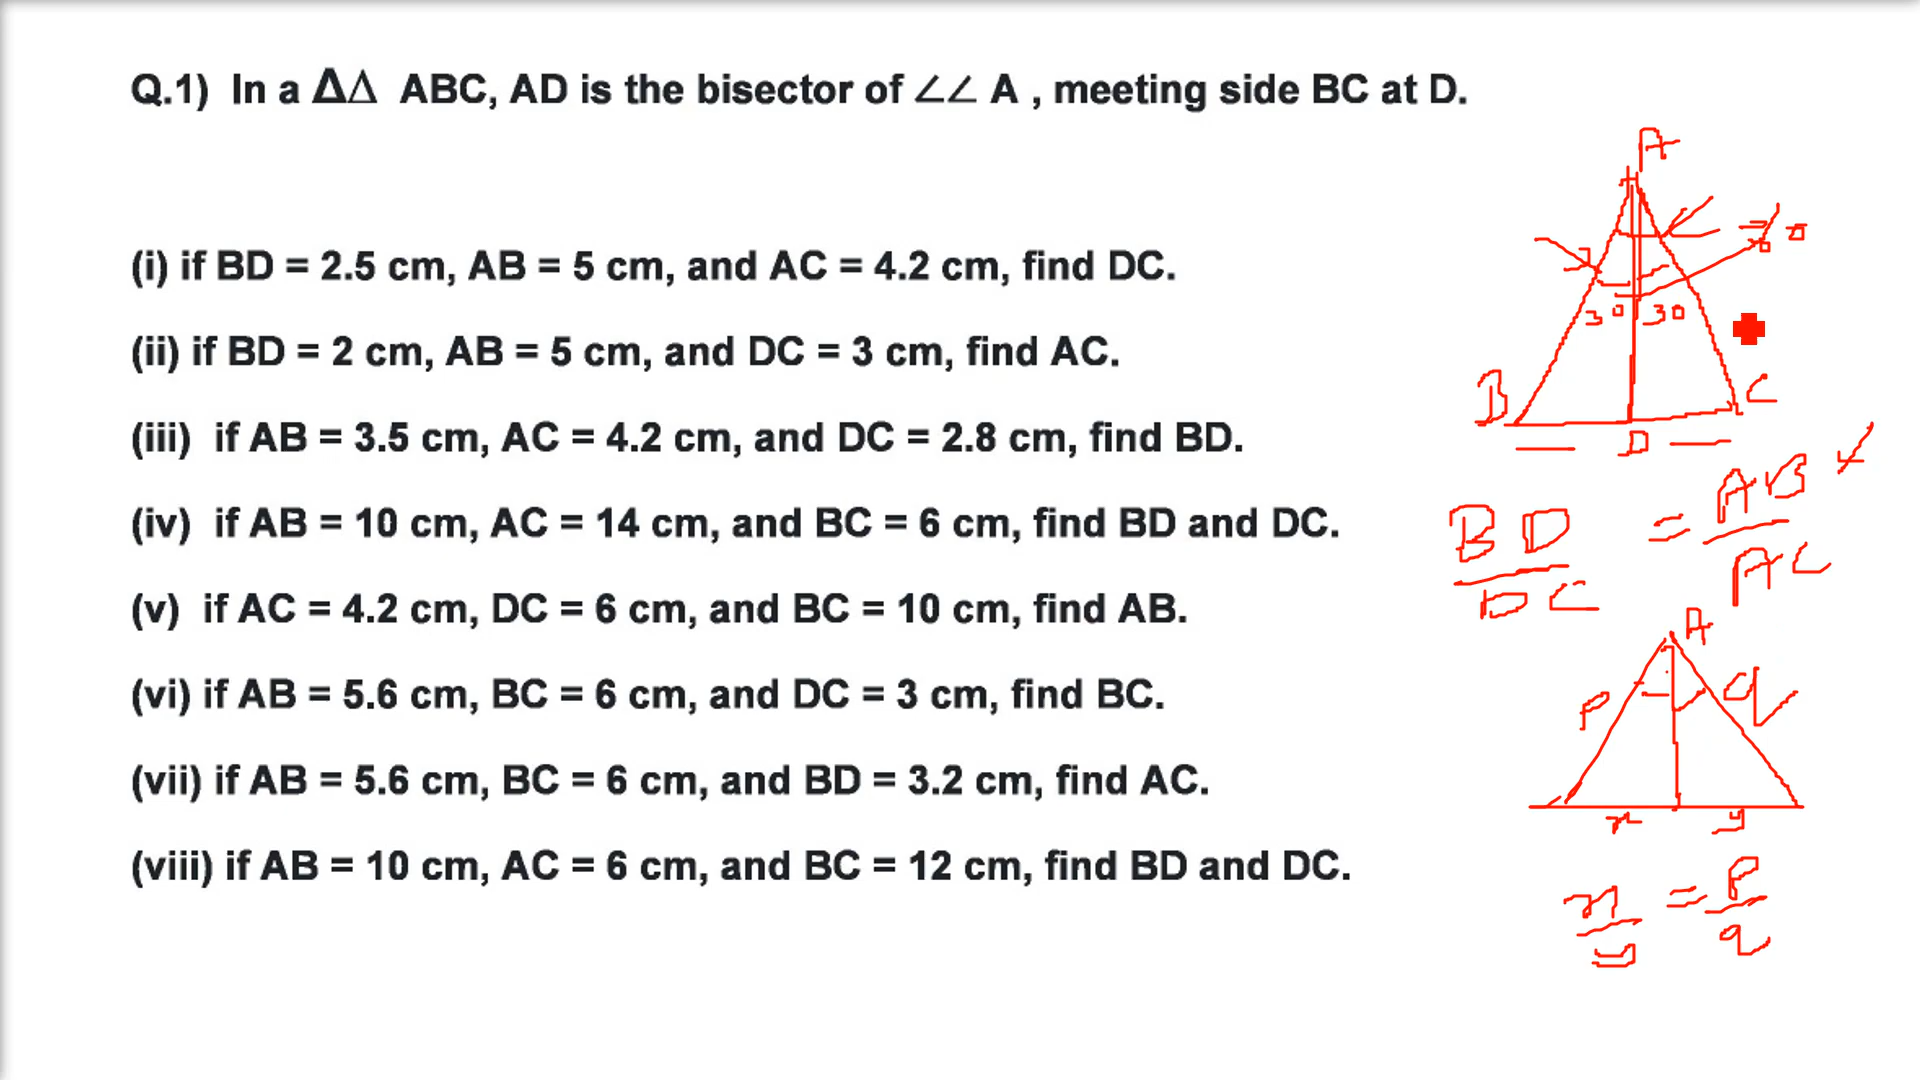 Q.1) In a ΔΔ ABC, AD is the bisector of ∠∠ A , meeting side BC at D.
(i) if BD = 2.5 cm, AB = 5 cm, and AC = 4.2 cm, find DC.
(ii) if BD = 2 cm, AB = 5 cm, and DC = 3 cm, find AC.
(iii) if AB = 3.5 cm, AC = 4.2 cm, and DC = 2.8 cm, find BD.
(iv) if AB = 10 cm, AC = 14 cm, and BC = 6 cm, find BD and DC.
(v) if AC = 4.2 cm, DC = 6 cm, and BC = 10 cm, find AB.
(vi) if AB = 5.6 cm, BC = 6 cm, and DC = 3 cm, find BC.
(vii) if AB = 5.6 cm, BC = 6 cm, and BD = 3.2 cm, find AC.
(viii) if AB = 10 cm, AC = 6 cm, and BC = 12 cm, find BD and DC.
A
30 30
B D C
BD/DC = AB/AC
A
P q
x y
x/y = P/q